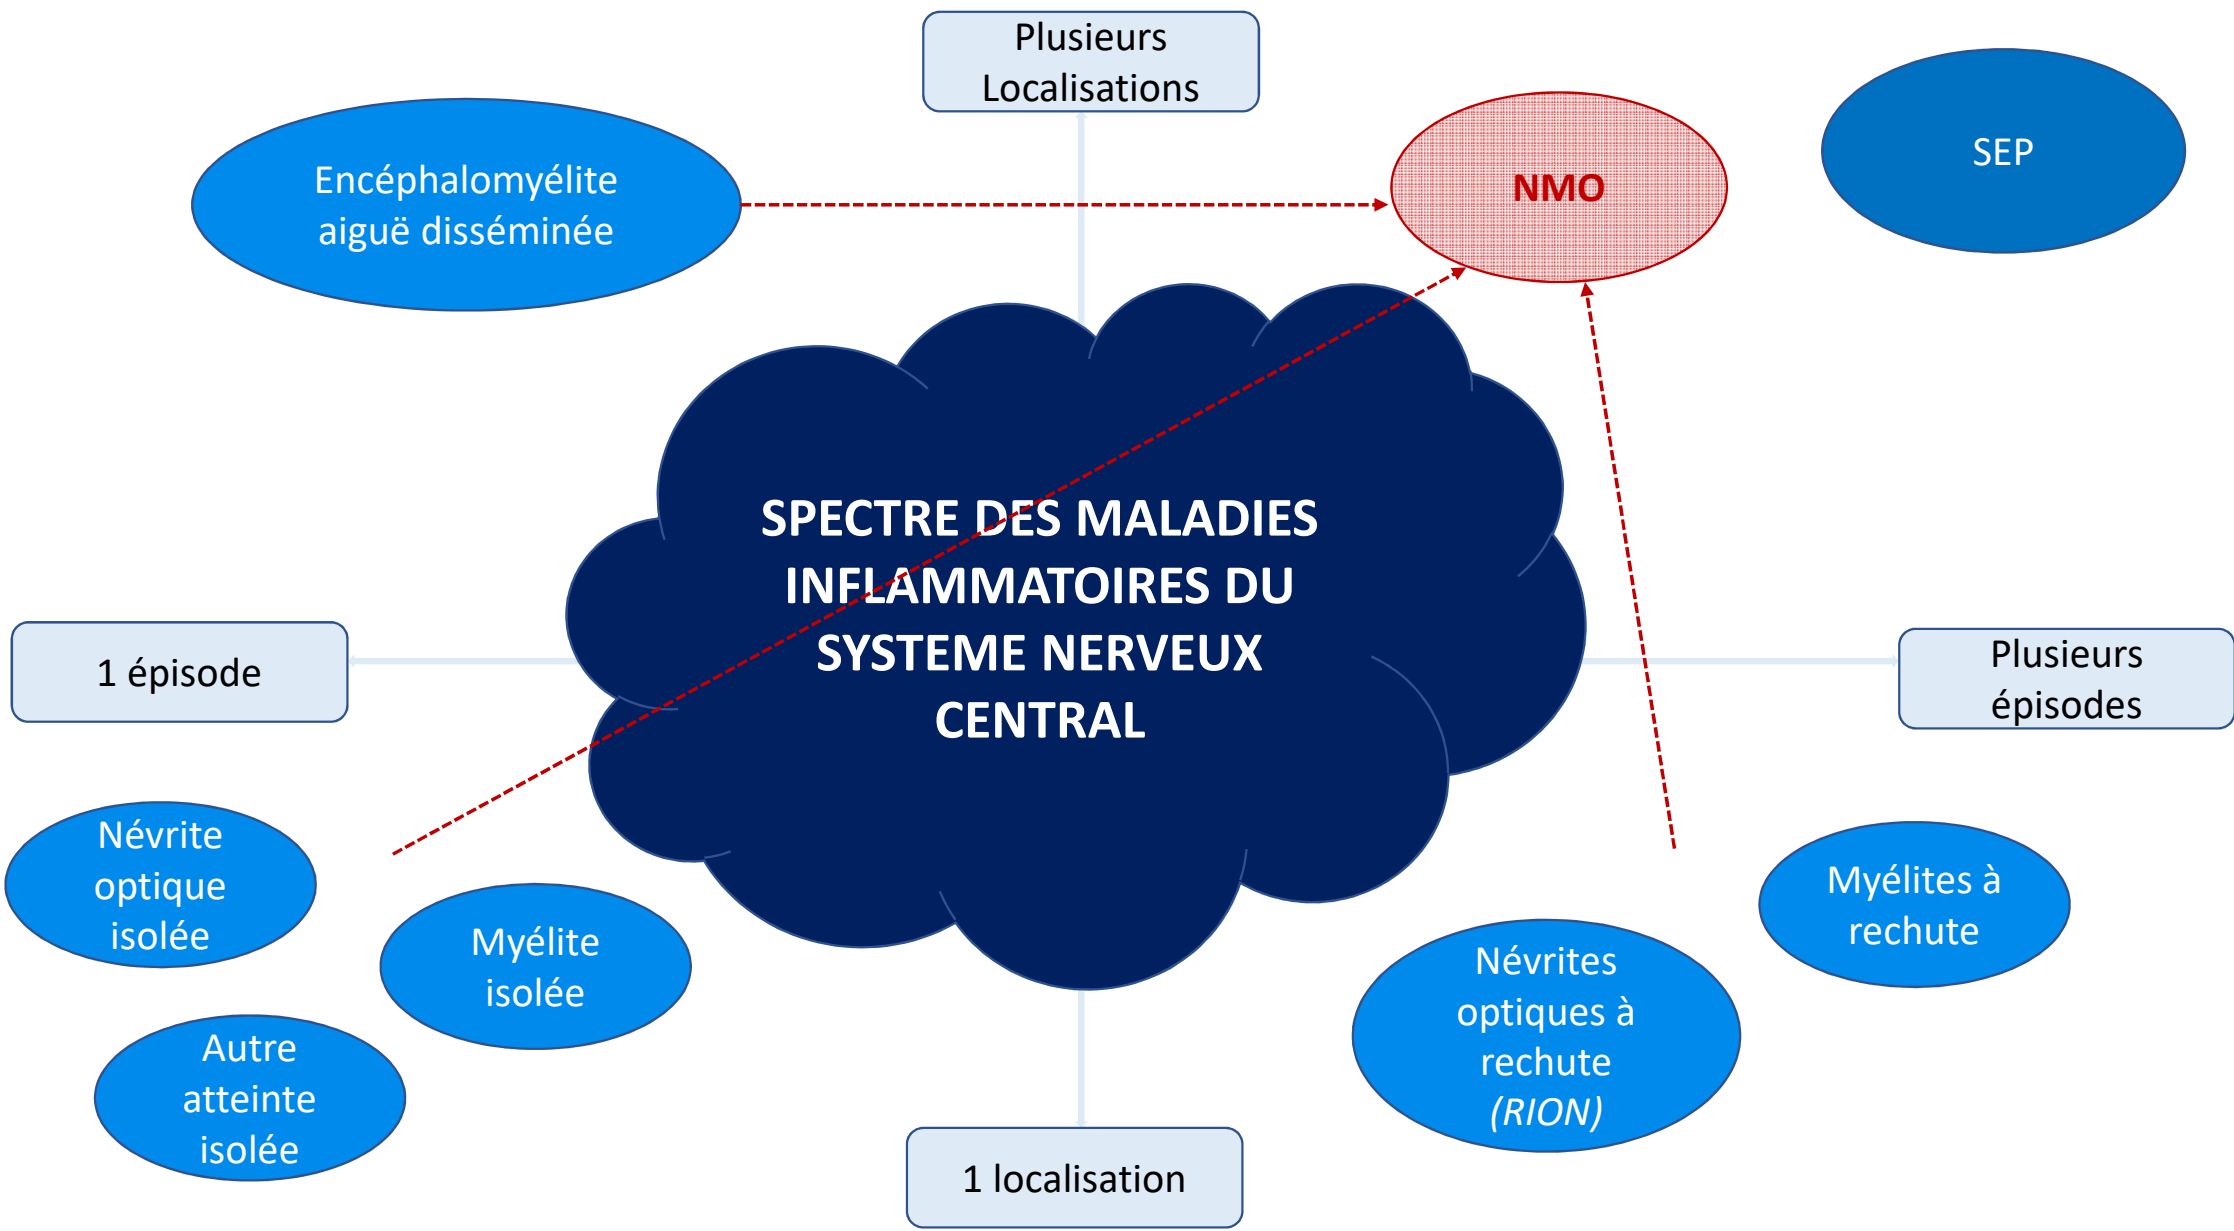 Plusieurs
Localisations
Encéphalomyélite
aiguë disséminée
NMO
SEP
SPECTRE DES MALADIES
INFLAMMATOIRES DU
SYSTEME NERVEUX
CENTRAL
1 épisode
Plusieurs
épisodes
Névrite
optique
isolée
Myélite
isolée
Autre
atteinte
isolée
Névrites
optiques à
rechute
(RION)
Myélites à
rechute
1 localisation